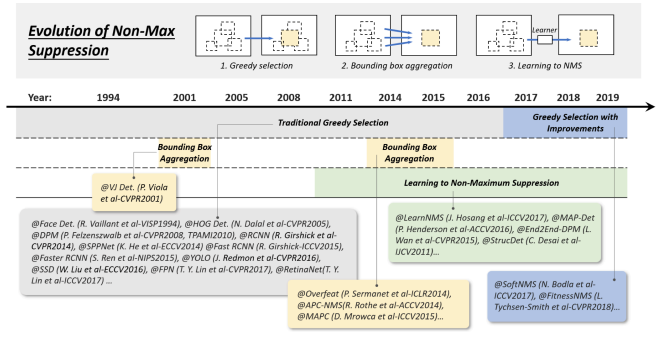 Evolution of Non-Max
Suppression
Learner
1. Greedy selection
2. Bounding box aggregation
3. Learning to NMS
Year: 1994 2001 2005 2008 2011 2014 2015 2016 2017 2018 2019
Traditional Greedy Selection
Greedy Selection with
Improvements
Bounding Box
Aggregation
Bounding Box
Aggregation
Learning to Non-Maximum Suppression
@VJ Det. (P. Viola
et al-CVPR2001)
@Face Det. (R. Vaillant et al-VISP1994), @HOG Det. (N. Dalal et al-CVPR2005),
@DPM (P. Felzenszwalb et al-CVPR2008, TPAMI2010), @RCNN (R. Girshick et al-
CVPR2014), @SPPNet (K. He et al-ECCV2014) @Fast RCNN (R. Girshick-ICCV2015),
@Faster RCNN (S. Ren et al-NIPS2015), @YOLO (J. Redmon et al-CVPR2016),
@SSD (W. Liu et al-ECCV2016), @FPN (T. Y. Lin et al-CVPR2017), @RetinaNet(T. Y.
Lin et al-ICCV2017) ...
@LearnNMS (J. Hosang et al-ICCV2017), @MAP-Det
(P. Henderson et al-ACCV2016), @End2End-DPM (L.
Wan et al-CVPR2015), @StrucDet (C. Desai et al-
IJCV2011)...
@Overfeat (P. Sermanet et al-ICLR2014),
@APC-NMS(R. Rothe et al-ACCV2014),
@MAPC (D. Mrowca et al-ICCV2015)...
@SoftNMS (N. Bodla et al-
ICCV2017), @FitnessNMS (L.
Tychsen-Smith et al-CVPR2018)...